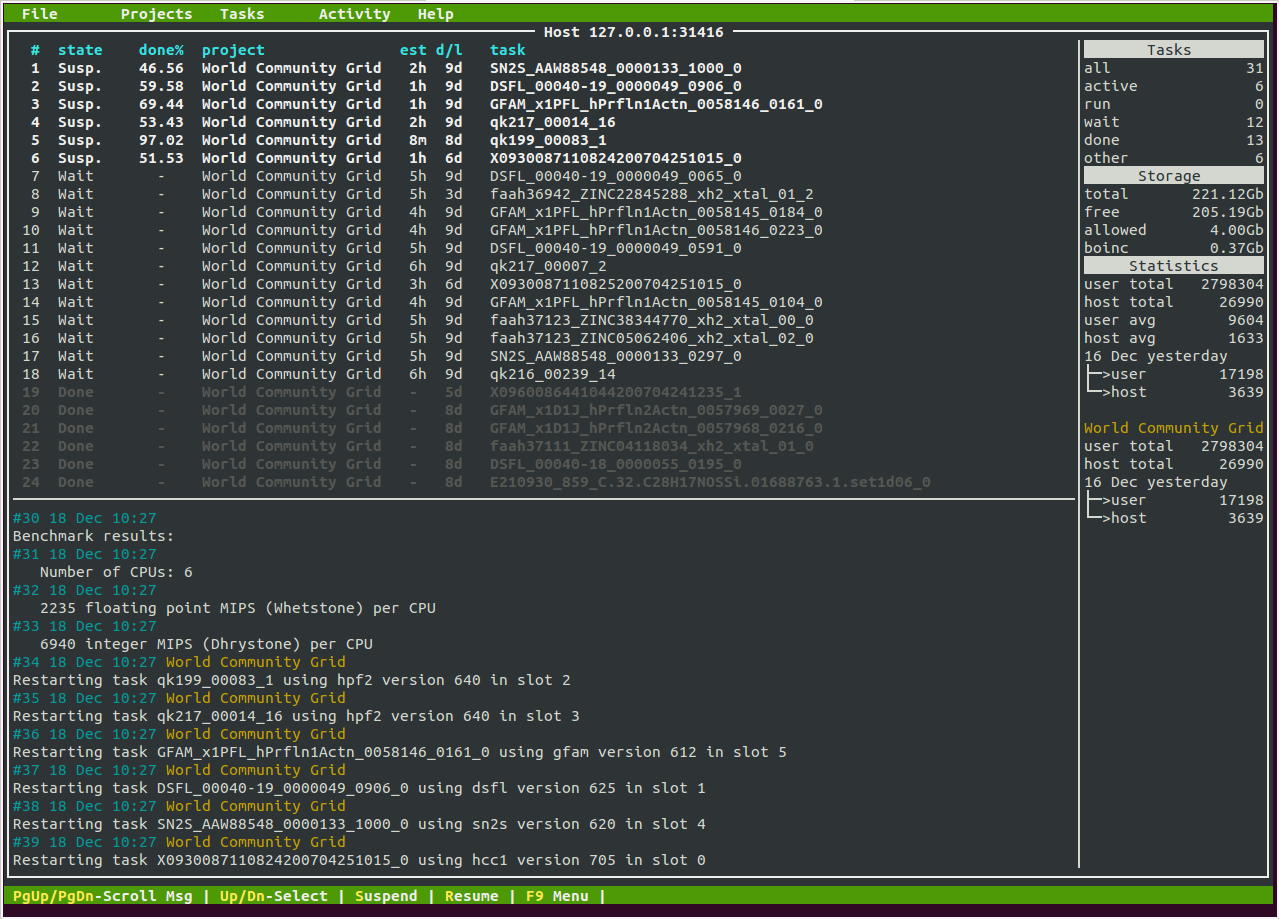 File Projects Tasks Activity Help
Host 127.0.0.1:31416
# state done% project est d/l task
1 Susp. 46.56 World Community Grid 2h 9d SN2S_AAW88548_0000133_1000_0
2 Susp. 59.58 World Community Grid 1h 9d DSFL_00040-19_0000049_0906_0
3 Susp. 69.44 World Community Grid 1h 9d GFAM_x1PFL_hPrfln1Actn_0058146_0161_0
4 Susp. 53.43 World Community Grid 2h 9d qk217_00014_16
5 Susp. 97.02 World Community Grid 8m 8d qk199_00083_1
6 Susp. 51.53 World Community Grid 1h 6d X0930087110824200704251015_0
7 Wait - World Community Grid 5h 9d DSFL_00040-19_0000049_0065_0
8 Wait - World Community Grid 5h 3d faah36942_ZINC22845288_xh2_xtal_01_2
9 Wait - World Community Grid 4h 9d GFAM_x1PFL_hPrfln1Actn_0058145_0184_0
10 Wait - World Community Grid 4h 9d GFAM_x1PFL_hPrfln1Actn_0058146_0223_0
11 Wait - World Community Grid 5h 9d DSFL_00040-19_0000049_0591_0
12 Wait - World Community Grid 6h 9d qk217_00007_2
13 Wait - World Community Grid 3h 6d X0930087110825200704251015_0
14 Wait - World Community Grid 4h 9d GFAM_x1PFL_hPrfln1Actn_0058145_0104_0
15 Wait - World Community Grid 5h 9d faah37123_ZINC38344770_xh2_xtal_00_0
16 Wait - World Community Grid 5h 9d faah37123_ZINC05062406_xh2_xtal_02_0
17 Wait - World Community Grid 5h 9d SN2S_AAW88548_0000133_0297_0
18 Wait - World Community Grid 6h 9d qk216_00239_14
19 Done - World Community Grid - 5d X0960086441044200704241235_1
20 Done - World Community Grid - 8d GFAM_x1D1J_hPrfln2Actn_0057969_0027_0
21 Done - World Community Grid - 8d GFAM_x1D1J_hPrfln2Actn_0057968_0216_0
22 Done - World Community Grid - 8d faah37111_ZINC04118034_xh2_xtal_01_0
23 Done - World Community Grid - 8d DSFL_00040-18_0000055_0195_0
24 Done - World Community Grid - 8d E210930_859_C.32.C28H17NOSSi.01688763.1.set1d06_0
#30 18 Dec 10:27
Benchmark results:
#31 18 Dec 10:27
Number of CPUs: 6
#32 18 Dec 10:27
2235 floating point MIPS (Whetstone) per CPU
#33 18 Dec 10:27
6940 integer MIPS (Dhrystone) per CPU
#34 18 Dec 10:27 World Community Grid
Restarting task qk199_00083_1 using hpf2 version 640 in slot 2
#35 18 Dec 10:27 World Community Grid
Restarting task qk217_00014_16 using hpf2 version 640 in slot 3
#36 18 Dec 10:27 World Community Grid
Restarting task GFAM_x1PFL_hPrfln1Actn_0058146_0161_0 using gfam version 612 in slot 5
#37 18 Dec 10:27 World Community Grid
Restarting task DSFL_00040-19_0000049_0906_0 using dsfl version 625 in slot 1
#38 18 Dec 10:27 World Community Grid
Restarting task SN2S_AAW88548_0000133_1000_0 using sn2s version 620 in slot 4
#39 18 Dec 10:27 World Community Grid
Restarting task X0930087110824200704251015_0 using hcc1 version 705 in slot 0
Tasks
all 31
active 6
run 0
wait 12
done 13
other 6
Storage
total 221.12Gb
free 205.19Gb
allowed 4.00Gb
boinc 0.37Gb
Statistics
user total 2798304
host total 26990
user avg 9604
host avg 1633
16 Dec yesterday
>user 17198
>host 3639
World Community Grid
user total 2798304
host total 26990
16 Dec yesterday
>user 17198
>host 3639
PgUp/PgDn-Scroll Msg | Up/Dn-Select | Suspend | Resume | F9 Menu |